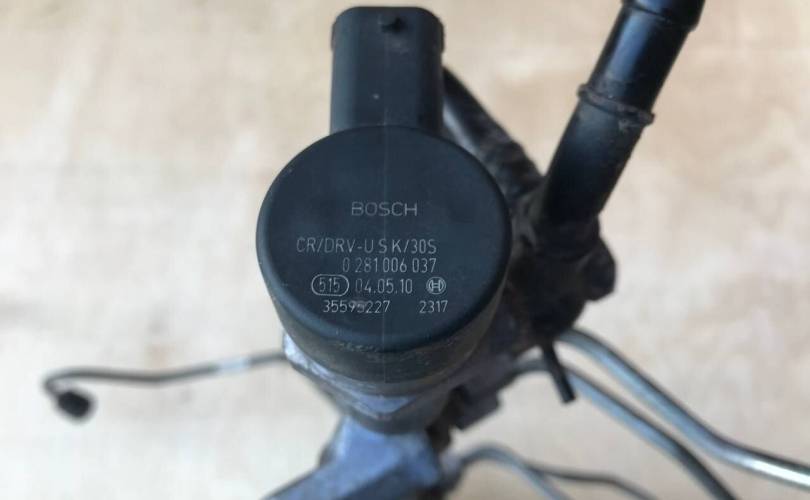 BOSCH
CR/DRV-U S K/30S
0 281 006 037
515 04.05.10
35595227 2317